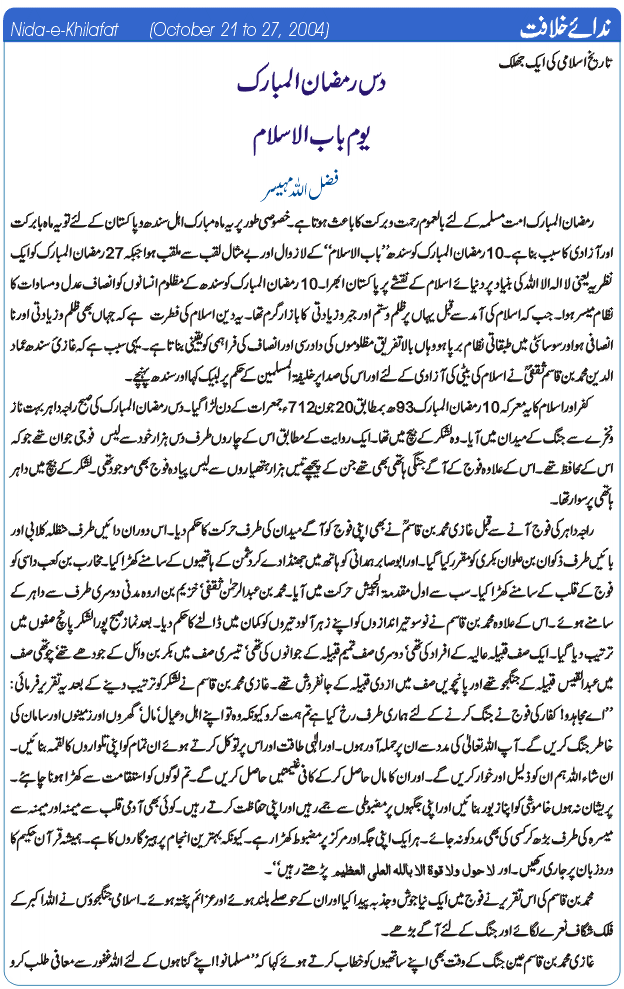 Nida-e-Khilafat (October 21 to 27, 2004) ندائے خلافت
تاریخ اسلامی کی ایک جھلک
دس رمضان المبارک
یوم باب الاسلام
فضل اللہ مہیسر
رمضان المبارک امت مسلمہ کے لئے بالعموم رحمت و برکت کا باعث ہوتا ہے۔ خصوصی طور پر یہ ماہ مبارک اہل سندھ و پاکستان کے لئے تو یہ ماہ بابرکت
اور آزادی کا سبب بنا ہے۔ 10 رمضان المبارک کو سندھ ’’باب الاسلام‘‘ کے لازوال اور بے مثال لقب سے ملقب ہوا جبکہ 27 رمضان المبارک کو ایک
نظریہ یعنی لا الہ الا اللہ کی بنیاد پر دنیائے اسلام کے نقشے پر پاکستان ابھرا۔ 10 رمضان المبارک کو سندھ کے مظلوم انسانوں کو انصاف عدل و مساوات کا
نظام میسر ہوا۔ جب کہ اسلام کی آمد سے قبل یہاں پر ظلم و ستم اور جبر و زیادتی کا بازار گرم تھا۔ یہ دین اسلام کی فطرت ہے کہ جہاں بھی ظلم و زیادتی اور نا
انصافی ہو اور سوسائٹی میں طبقاتی نظام برپا ہو وہاں بالا تفریق مظلوموں کی دادرسی اور انصاف کی فراہمی کو یقینی بنانا ہے۔ یہی سبب ہے کہ غازیٔ سندھ عماد
الدین محمد بن قاسم ثقفیؒ نے اسلام کی بیٹی کی آزادی کے لئے اور اس کی صدا پر خلیفۃ المسلمین کے حکم پر لبیک کہا اور سندھ پہنچے۔
کفر اور اسلام کا یہ معرکہ 10 رمضان المبارک 93ھ بمطابق 20 جون 712ء جمعرات کے دن لڑا گیا۔ دس رمضان المبارک کی صبح راجہ داہر بہت ناز
و نخرے سے جنگ کے میدان میں آیا۔ وہ لشکر کے بیچ میں تھا۔ ایک روایت کے مطابق اس کے چاروں طرف دس ہزار خود سے لیس فوجی جوان تھے جو کہ
اس کے محافظ تھے۔ اس کے علاوہ فوج کے آگے جنگی ہاتھی بھی تھے جن کے پیچھے تیس ہزار ہتھیاروں سے لیس پیادہ فوج بھی موجود تھی۔ لشکر کے بیچ میں داہر
ہاتھی پر سوار تھا۔
راجہ داہر کی فوج آنے سے قبل غازی محمد بن قاسمؒ نے بھی اپنی فوج کو آگے میدان کی طرف حرکت کا حکم دیا۔ اس دوران دائیں طرف حنظلہ کلابی اور
بائیں طرف ذکوان بن علوان بکری کو مقرر کیا گیا۔ اور ابو صابر ہمدانی کو ہاتھ میں جھنڈا دے کر دشمن کے ہاتھیوں کے سامنے کھڑا کیا۔ مخارب بن کعب داسی کو
فوج کے قلب کے سامنے کھڑا کیا۔ سب سے اول مقدمۃ الجیش حرکت میں آیا۔ محمد بن عبدالرحمٰن ثقفی‘ خزیم بن اروہ مدنی دوسری طرف سے داہر کے
سامنے ہوئے۔ اس کے علاوہ محمد بن قاسم نے نو سو تیر اندازوں کو اپنے زہر آلود تیروں کو کمان میں ڈالنے کا حکم دیا۔ بعد نماز صبح پورا لشکر پانچ صفوں میں
ترتیب دیا گیا۔ ایک صف قبیلہ عالیہ کے افراد کی تھی‘ دوسری صف تمیم قبیلہ کے جوانوں کی تھی‘ تیسری صف میں بکر بن وائل کے جودھے تھے‘ چوتھی صف
میں عبدالقیس قبیلہ کے جنگجو تھے اور پانچویں صف میں ازدی قبیلہ کے جانفروش تھے۔ غازی محمد بن قاسم نے لشکر کو ترتیب دینے کے بعد یہ تقریر فرمائی:
’’اے مجاہدو! کفار کی فوج نے جنگ کرنے کے لئے ہماری طرف رخ کیا ہے تم ہمت کرو کیونکہ وہ تو اپنے اہل و عیال‘ مال‘ گھروں اور زمینوں اور سامان کی
خاطر جنگ کریں گے۔ آپ اللہ تعالیٰ کی مدد سے ان پر حملہ آور ہوں۔ اور الٰہی طاقت اور اس پر توکل کرتے ہوئے ان تمام کو اپنی تلواروں کا لقمہ بنائیں۔
ان شاء اللہ ہم ان کو ذلیل اور خوار کریں گے۔ اور ان کا مال حاصل کر کے کافی غنیمتیں حاصل کریں گے۔ تم لوگوں کو استقامت سے کھڑا ہونا چاہئے۔
پریشان نہ ہوں خاموشی کو اپنا زیور بنائیں اور اپنی جگہوں پر مضبوطی سے جمے رہیں اور اپنی حفاظت کرتے رہیں۔ کوئی بھی آدمی قلب سے میمنہ اور میمنہ سے
میسرہ کی طرف بڑھ کر کسی کی بھی مدد کو نہ جائے۔ ہر ایک اپنی جگہ اور مرکز پر مضبوط کھڑا رہے۔ کیونکہ بہترین انجام پرہیز گاروں کا ہے۔ ہمیشہ قرآن حکیم کا
ورد زبان پر جاری رکھیں۔ اور لا حول ولا قوة الا بالله العلى العظيم پڑھتے رہیں‘‘۔
محمد بن قاسم کی اس تقریر نے فوج میں ایک نیا جوش و جذبہ پیدا کیا اور ان کے حوصلے بلند ہوئے اور عزائم پختہ ہوئے۔ اسلامی جنگجوؤں نے اللہ اکبر کے
فلک شگاف نعرے لگائے اور جنگ کے لئے آگے بڑھے۔
غازی محمد بن قاسم عین جنگ کے وقت بھی اپنے ساتھیوں کو خطاب کرتے ہوئے کہا کہ ’’مسلمانو! اپنے گناہوں کے لئے اللہ غفور سے معافی طلب کرو